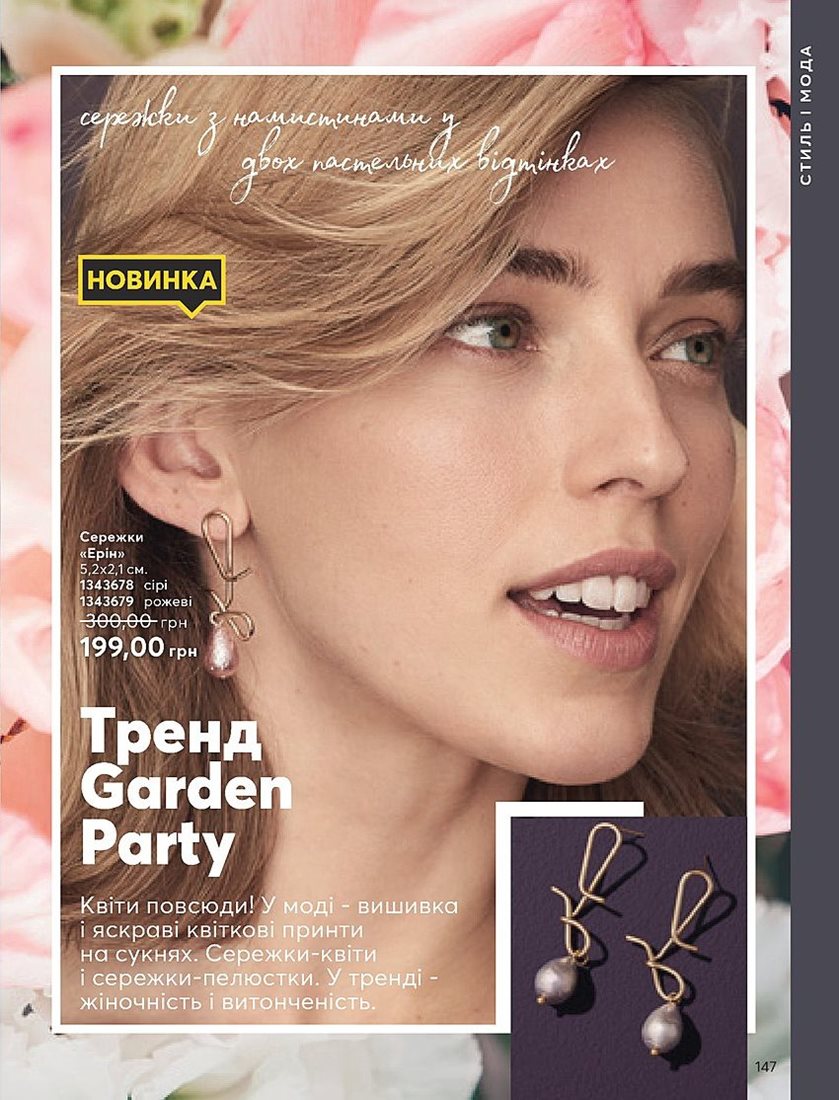 сережки з намистинами у
двох пастельних відтінках
СТИЛЬ І МОДА
НОВИНКА
Сережки
«Ерін»
5,2х2,1 см.
1343678 сірі
1343679 рожеві
300,00 грн
199,00 грн
Тренд
Garden
Party
Квіти повсюди! У моді - вишивка
і яскраві квіткові принти
на сукнях. Сережки-квіти
і сережки-пелюстки. У тренді -
жіночність і витонченість.
147